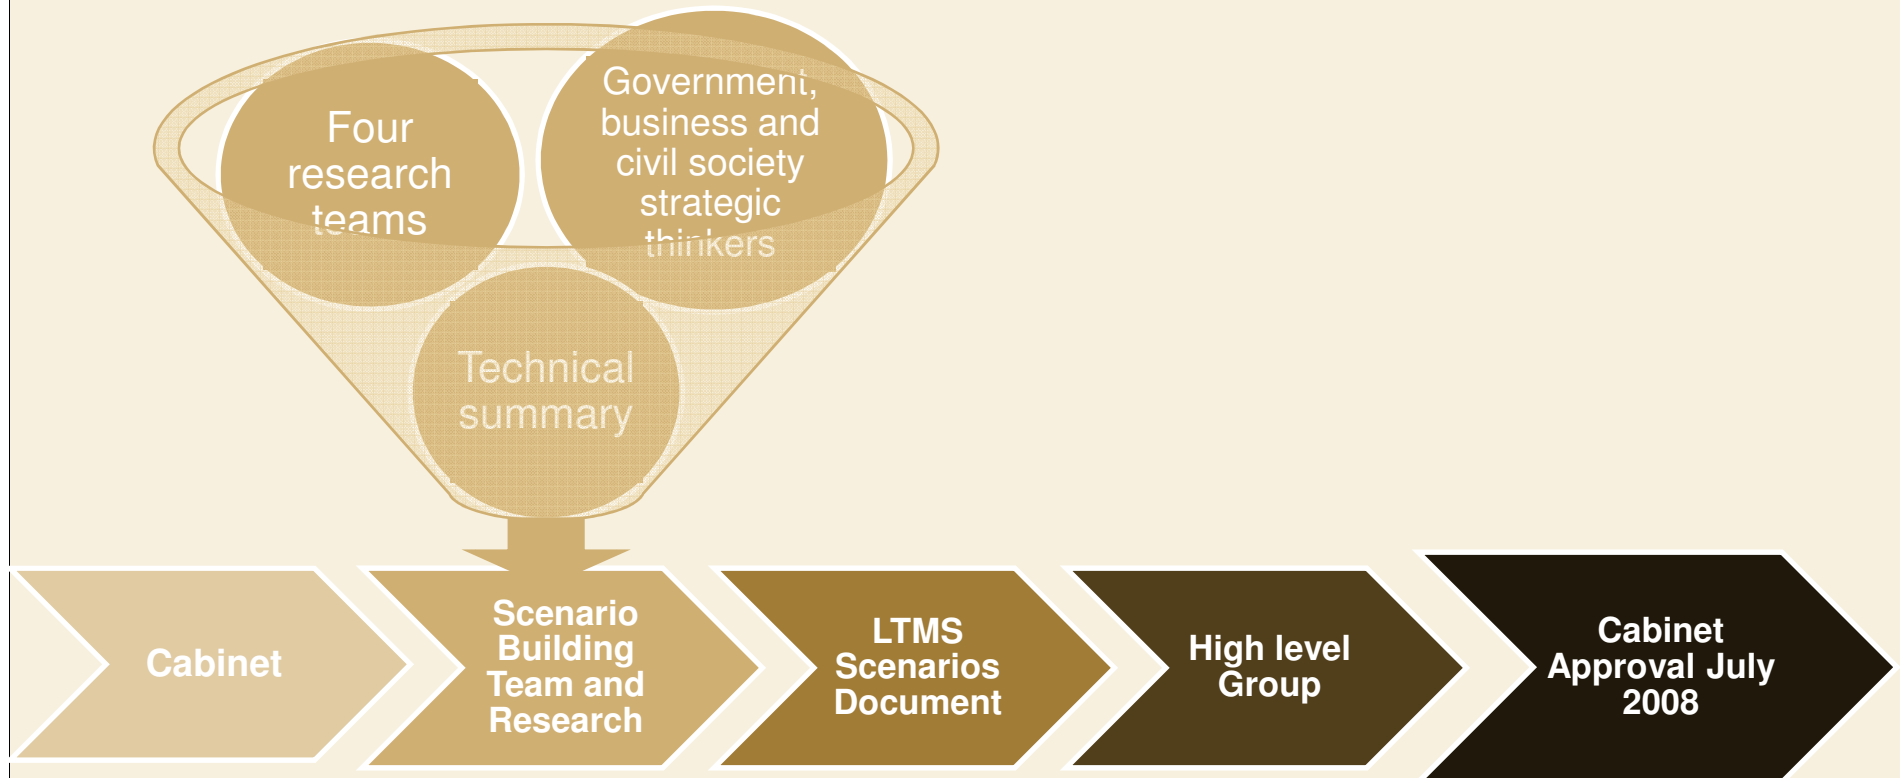 Four
research
teams
Government,
business and
civil society
strategic
thinkers
Technical
summary
Cabinet
Scenario
Building
Team and
Research
LTMS
Scenarios
Document
High level
Group
Cabinet
Approval July
2008